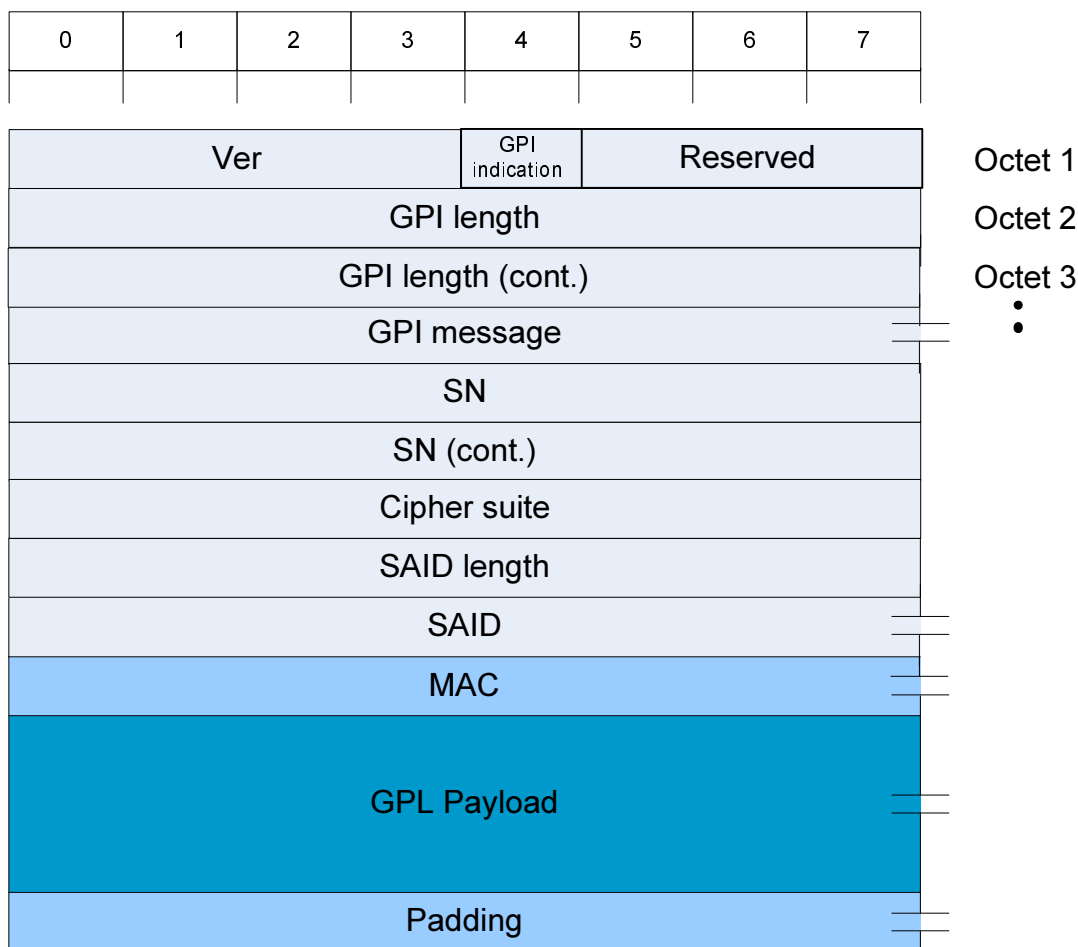 0 1 2 3 4 5 6 7
Ver GPI indication Reserved Octet 1
GPI length Octet 2
GPI length (cont.) Octet 3
GPI message
SN
SN (cont.)
Cipher suite
SAID length
SAID
MAC
GPL Payload
Padding